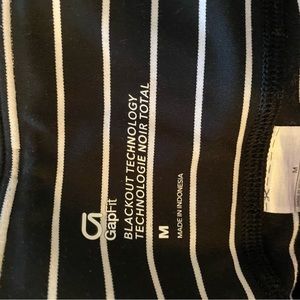 GapFit
BLACKOUT TECHNOLOGY
TECHNOLOGIE NOIR TOTAL
M
MADE IN INDONESIA
M